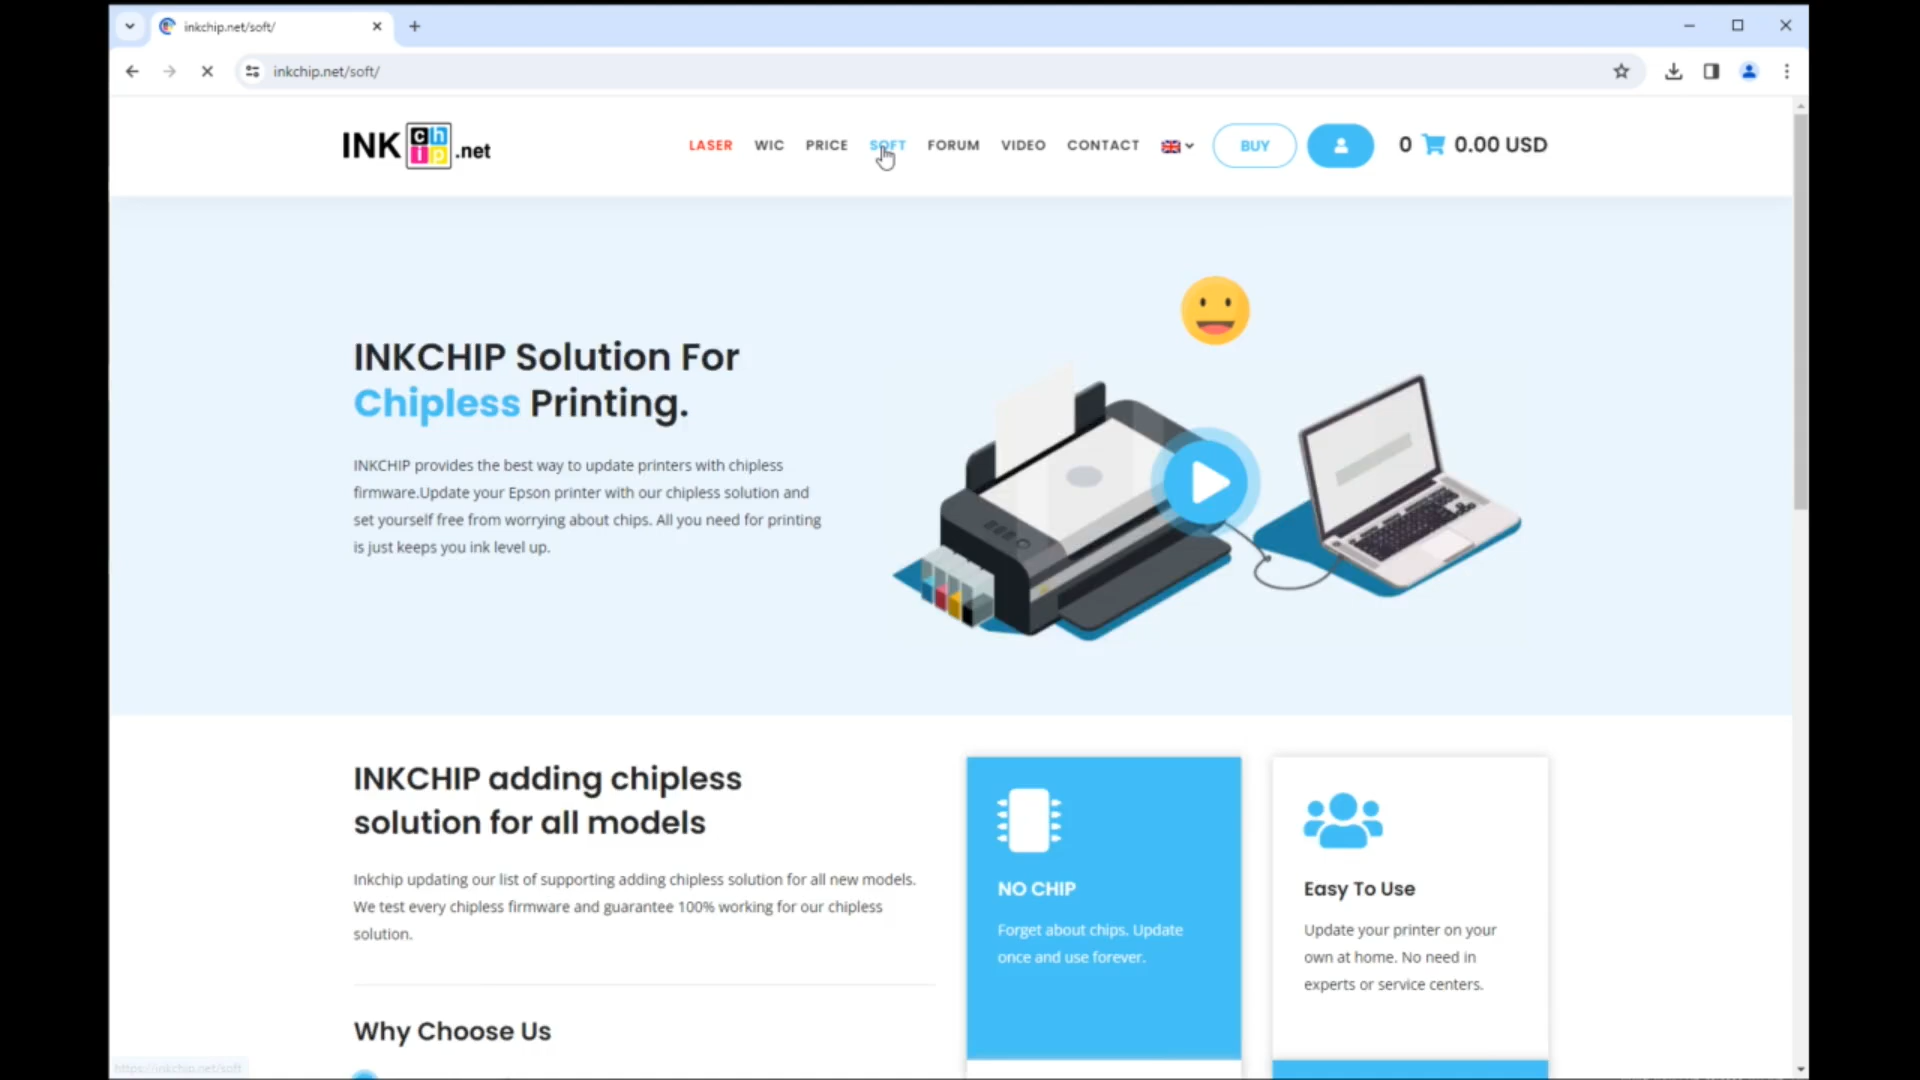 inkchip.net/soft/
inkchip.net/soft/
INK chip .net
LASER WIC PRICE SOFT FORUM VIDEO CONTACT BUY 0 0.00 USD
INKCHIP Solution For
Chipless Printing.
INKCHIP provides the best way to update printers with chipless
firmware.Update your Epson printer with our chipless solution and
set yourself free from worrying about chips. All you need for printing
is just keeps you ink level up.
INKCHIP adding chipless
solution for all models
Inkchip updating our list of supporting adding chipless solution for all new models.
We test every chipless firmware and guarantee 100% working for our chipless
solution.
Why Choose Us
NO CHIP
Forget about chips. Update
once and use forever.
Easy To Use
Update your printer on your
own at home. No need in
experts or service centers.
https://inkchip.net/soft